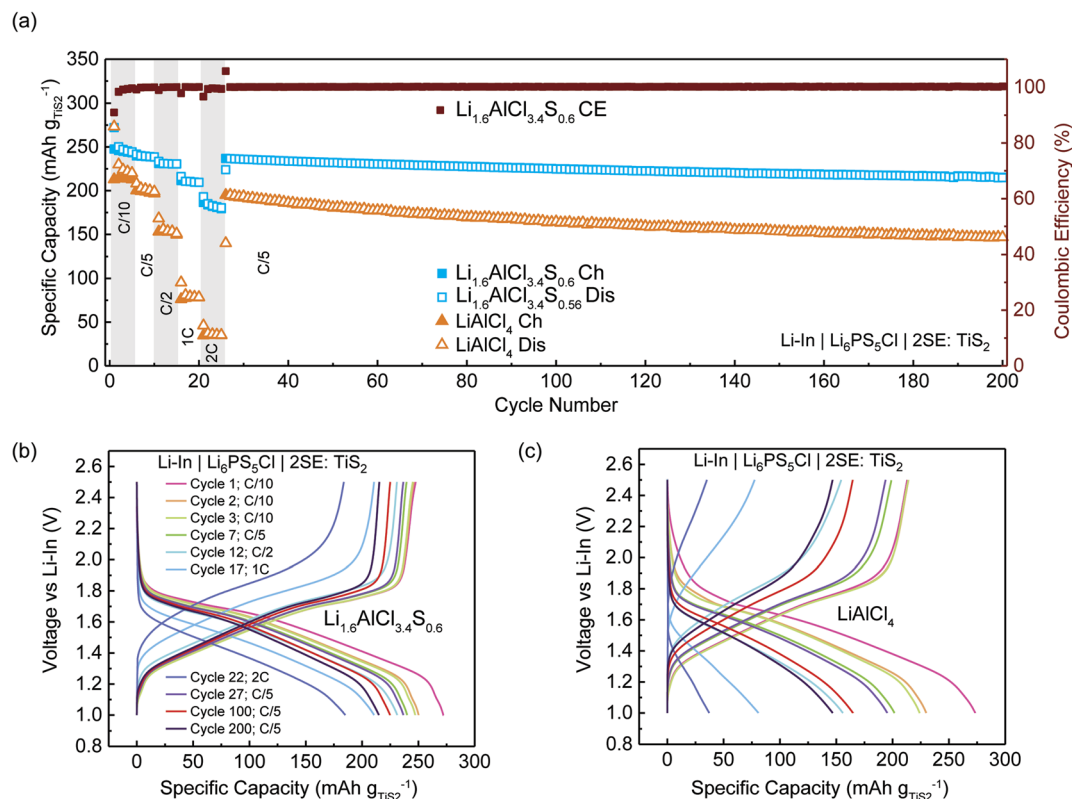 (a)
350
300
250
200
150
100
50
0
Specific Capacity (mAh g_TiS2^-1)
C/10
C/5
C/2
1C
2C
C/5
Li1.6AlCl3.4S0.6 CE
Li1.6AlCl3.4S0.6 Ch
Li1.6AlCl3.4S0.56 Dis
LiAlCl4 Ch
LiAlCl4 Dis
Li-In | Li6PS5Cl | 2SE: TiS2
100
90
80
70
60
50
40
30
20
10
0
Coulombic Efficiency (%)
0 20 40 60 80 100 120 140 160 180 200
Cycle Number
(b)
2.6
2.4
2.2
2.0
1.8
1.6
1.4
1.2
1.0
0.8
Voltage vs Li-In (V)
Li-In | Li6PS5Cl | 2SE: TiS2
Cycle 1; C/10
Cycle 2; C/10
Cycle 3; C/10
Cycle 7; C/5
Cycle 12; C/2
Cycle 17; 1C
Li1.6AlCl3.4S0.6
Cycle 22; 2C
Cycle 27; C/5
Cycle 100; C/5
Cycle 200; C/5
0 50 100 150 200 250 300
Specific Capacity (mAh g_TiS2^-1)
(c)
2.6
2.4
2.2
2.0
1.8
1.6
1.4
1.2
1.0
0.8
Voltage vs Li-In (V)
Li-In | Li6PS5Cl | 2SE: TiS2
LiAlCl4
0 50 100 150 200 250 300
Specific Capacity (mAh g_TiS2^-1)